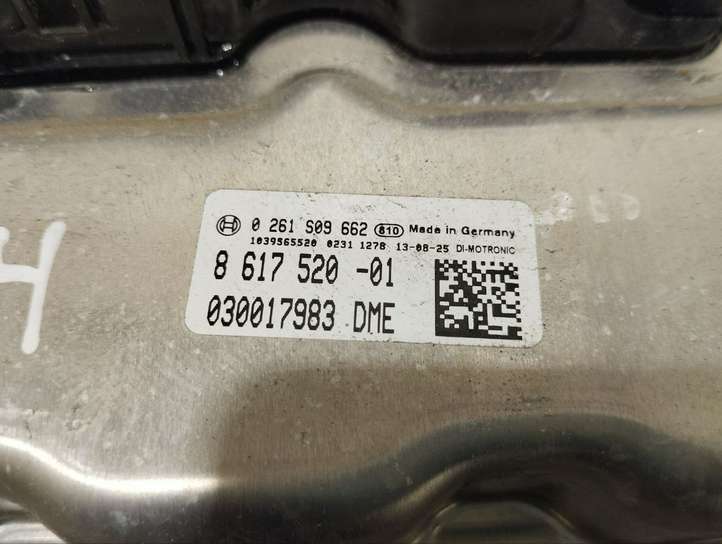 0 261 S09 662 810 Made in Germany
1039S65520 0231 1278 13-08-25 DI-MOTRONIC
8 617 520 -01
030017983 DME
4